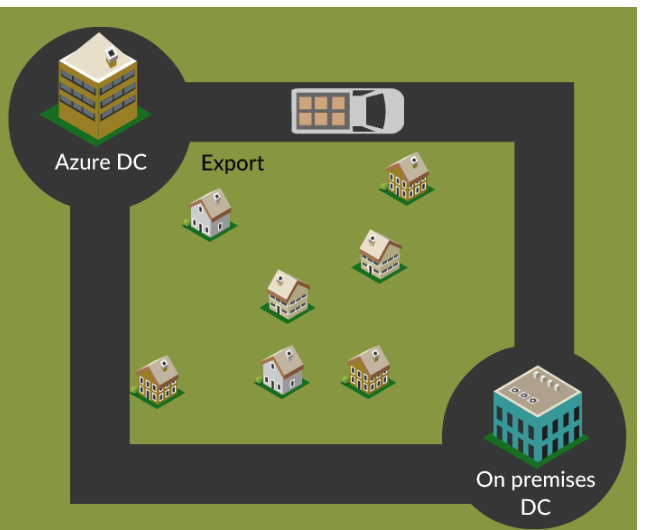 Azure DC
Export
On premises
DC